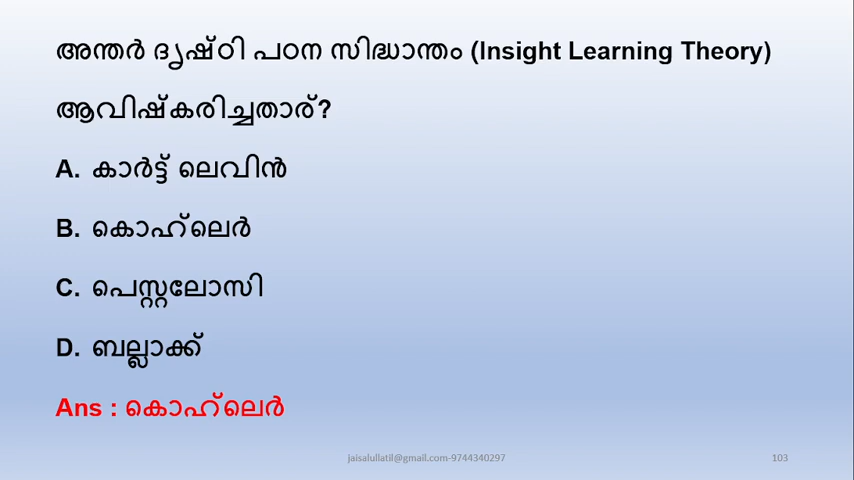 അന്തർ ദൃഷ്ഠി പഠന സിദ്ധാന്തം (Insight Learning Theory)
ആവിഷ്കരിച്ചതാര്?
A. കാർട്ട് ലെവിൻ
B. കൊഹ്ലെർ
C. പെസ്റ്റലോസി
D. ബല്ലാക്ക്
Ans : കൊഹ്ലെർ
jaisalullatil@gmail.com-9744340297
103